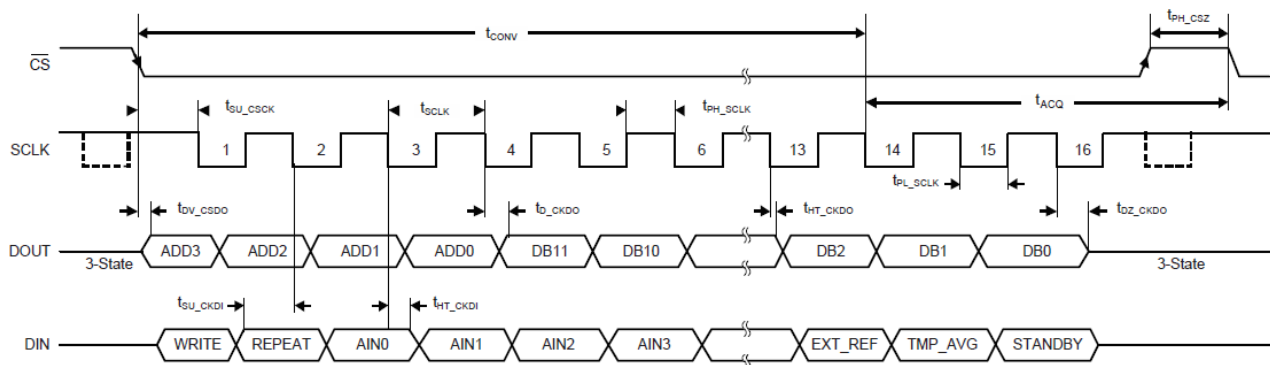 tCONV
tPH_CSZ
CS
tSU_CSCK
tSCLK
tPH_SCLK
tACQ
SCLK
1 2 3 4 5 6 13 14 15 16
tPL_SCLK
tDV_CSDO
tD_CKDO
tHT_CKDO
tDZ_CKDO
DOUT
ADD3 ADD2 ADD1 ADD0 DB11 DB10 DB2 DB1 DB0
3-State
3-State
tSU_CKDI
tHT_CKDI
DIN
WRITE REPEAT AIN0 AIN1 AIN2 AIN3 EXT_REF TMP_AVG STANDBY